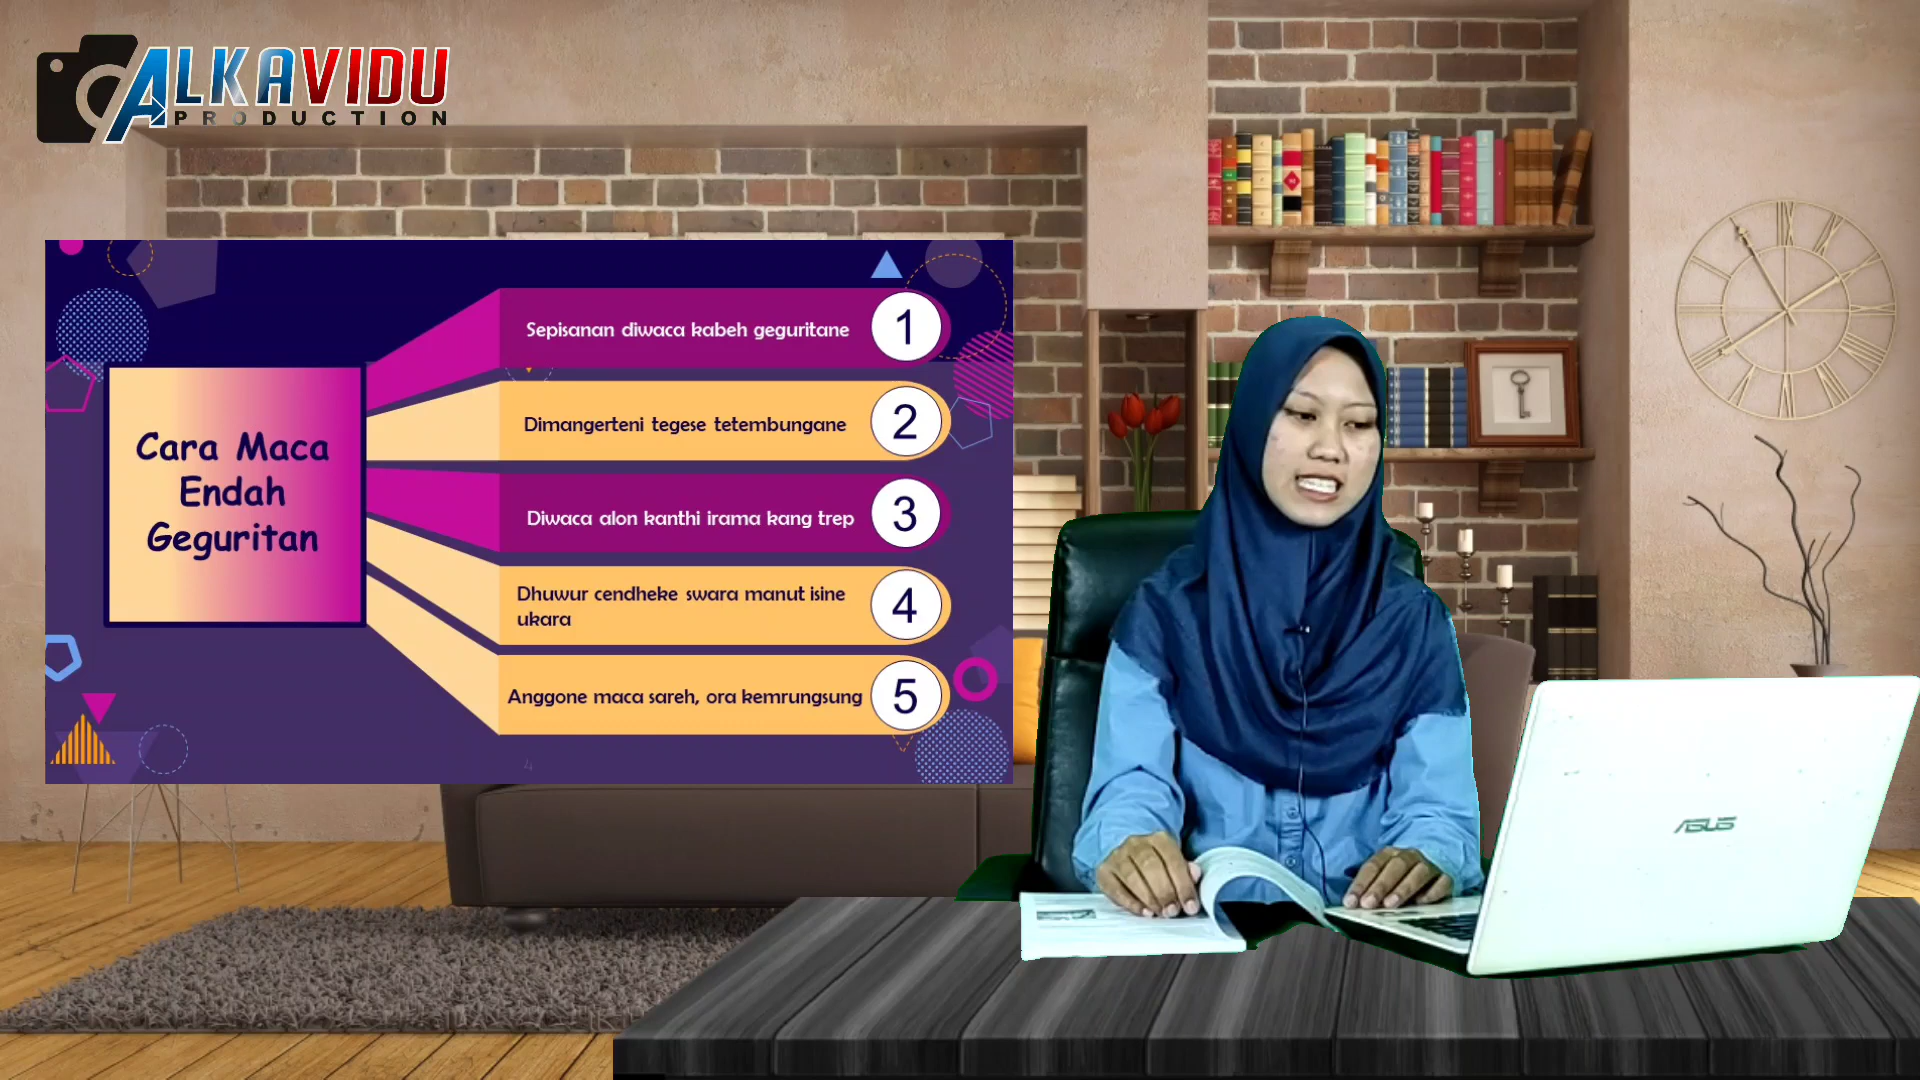 ALKAVIDU
PRODUCTION
Cara Maca
Endah
Geguritan
Sepisanan diwaca kabeh geguritane
1
Dimangerteni tegese tetembungane
2
Diwaca alon kanthi irama kang trep
3
Dhuwur cendheke swara manut isine
ukara
4
Anggone maca sareh, ora kemrungsung
5
ASUS